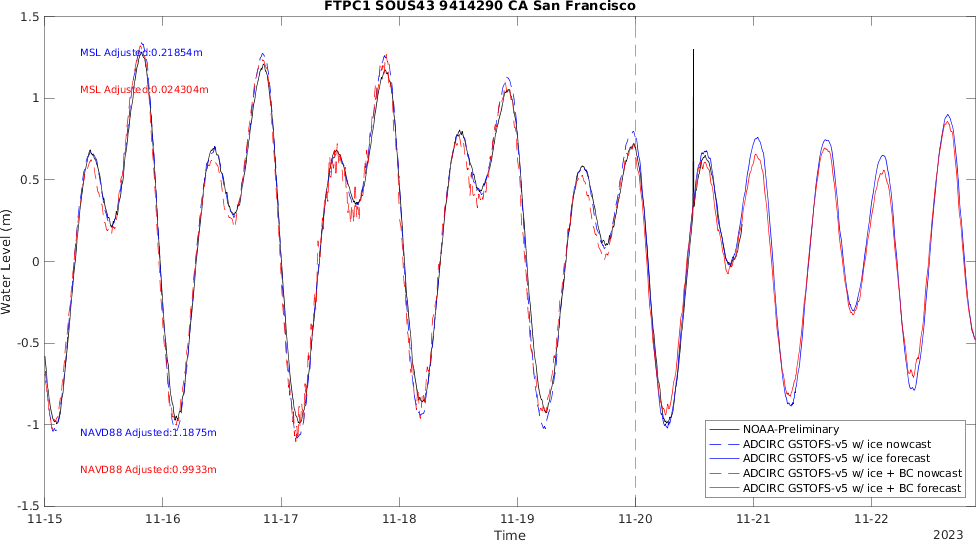 FTPC1 SOUS43 9414290 CA San Francisco
1.5
MSL Adjusted:0.21854m
MSL Adjusted:0.024304m
1
0.5
0
-0.5
-1
-1.5
Water Level (m)
NAVD88 Adjusted:1.1875m
NAVD88 Adjusted:0.9933m
NOAA-Preliminary
ADCIRC GSTOFS-v5 w/ ice nowcast
ADCIRC GSTOFS-v5 w/ ice forecast
ADCIRC GSTOFS-v5 w/ ice + BC nowcast
ADCIRC GSTOFS-v5 w/ ice + BC forecast
11-15 11-16 11-17 11-18 11-19 11-20 11-21 11-22
Time
2023